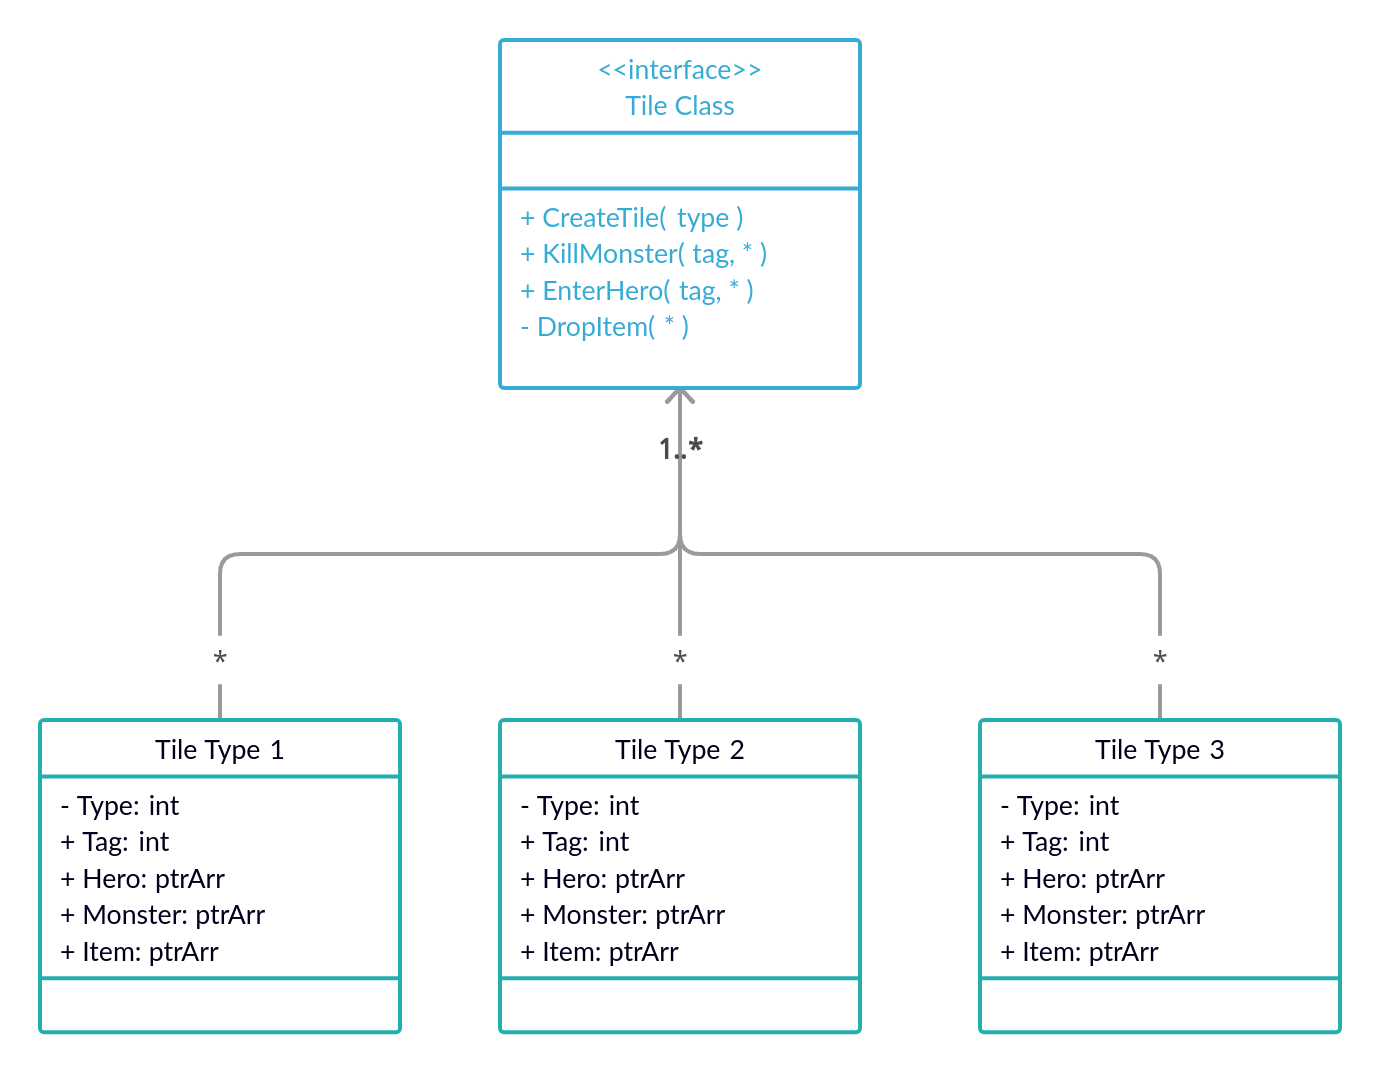 <<interface>>
Tile Class
+ CreateTile( type )
+ KillMonster( tag, * )
+ EnterHero( tag, * )
- DropItem( * )
1..*
*
*
*
Tile Type 1
- Type: int
+ Tag: int
+ Hero: ptrArr
+ Monster: ptrArr
+ Item: ptrArr
Tile Type 2
- Type: int
+ Tag: int
+ Hero: ptrArr
+ Monster: ptrArr
+ Item: ptrArr
Tile Type 3
- Type: int
+ Tag: int
+ Hero: ptrArr
+ Monster: ptrArr
+ Item: ptrArr